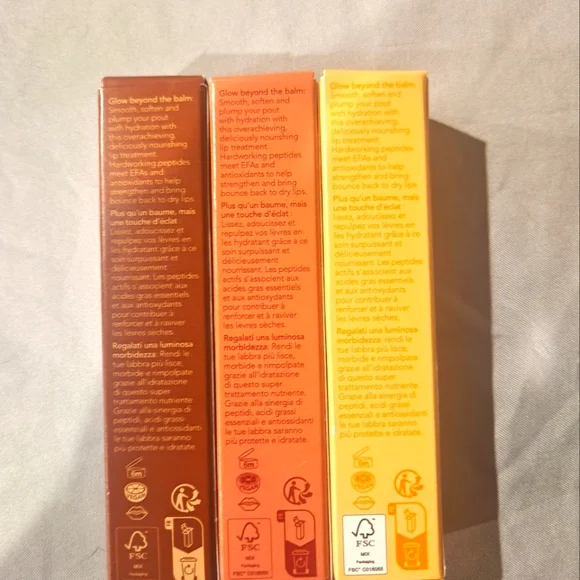 Glow beyond the balm:
Smooth, soften and
plump your pout
with hydration with
this overachieving,
deliciously nourishing
lip treatment.
Hardworking peptides
meet EFAs and
antioxidants to help
strengthen and bring
bounce back to dry lips.
Plus qu'un baume, mais
une touche d'éclat :
Lissez, adoucissez et
repulpez vos lèvres en
les hydratant grâce à ce
soin surpuissant et
délicieusement
nourrissant. Les peptides
actifs s'associent aux
acides gras essentiels
et aux antioxydants
pour contribuer à
renforcer et à raviver
les lèvres sèches.
Regalati una luminosa
morbidezza: Rendi le
tue labbra più lisce,
morbide e rimpolpate
grazie all'idratazione
di questo super
trattamento nutriente.
Grazie alla sinergia di
peptidi, acidi grassi
essenziali e antiossidanti
le tue labbra saranno
più protette e idratate.
6m
VEGAN
FR
FSC
MIX
Packaging
Glow beyond the balm:
Smooth, soften and
plump your pout
with hydration with
this overachieving,
deliciously nourishing
lip treatment.
Hardworking peptides
meet EFAs and
antioxidants to help
strengthen and bring
bounce back to dry lips.
Plus qu'un baume, mais
une touche d'éclat :
Lissez, adoucissez et
repulpez vos lèvres en
les hydratant grâce à ce
soin surpuissant et
délicieusement
nourrissant. Les peptides
actifs s'associent aux
acides gras essentiels
et aux antioxydants
pour contribuer à
renforcer et à raviver
les lèvres sèches.
Regalati una luminosa
morbidezza: Rendi le
tue labbra più lisce,
morbide e rimpolpate
grazie all'idratazione
di questo super
trattamento nutriente.
Grazie alla sinergia di
peptidi, acidi grassi
essenziali e antiossidanti
le tue labbra saranno
più protette e idratate.
6m
VEGAN
FR
FSC
MIX
Packaging
Glow beyond the balm:
Smooth, soften and
plump your pout
with hydration with
this overachieving,
deliciously nourishing
lip treatment.
Hardworking peptides
meet EFAs and
antioxidants to help
strengthen and bring
bounce back to dry lips.
Plus qu'un baume, mais
une touche d'éclat :
Lissez, adoucissez et
repulpez vos lèvres en
les hydratant grâce à ce
soin surpuissant et
délicieusement
nourrissant. Les peptides
actifs s'associent aux
acides gras essentiels
et aux antioxydants
pour contribuer à
renforcer et à raviver
les lèvres sèches.
Regalati una luminosa
morbidezza: Rendi le
tue labbra più lisce,
morbide e rimpolpate
grazie all'idratazione
di questo super
trattamento nutriente.
Grazie alla sinergia di
peptidi, acidi grassi
essenziali e antiossidanti
le tue labbra saranno
più protette e idratate.
6m
VEGAN
FR
FSC
MIX
Packaging